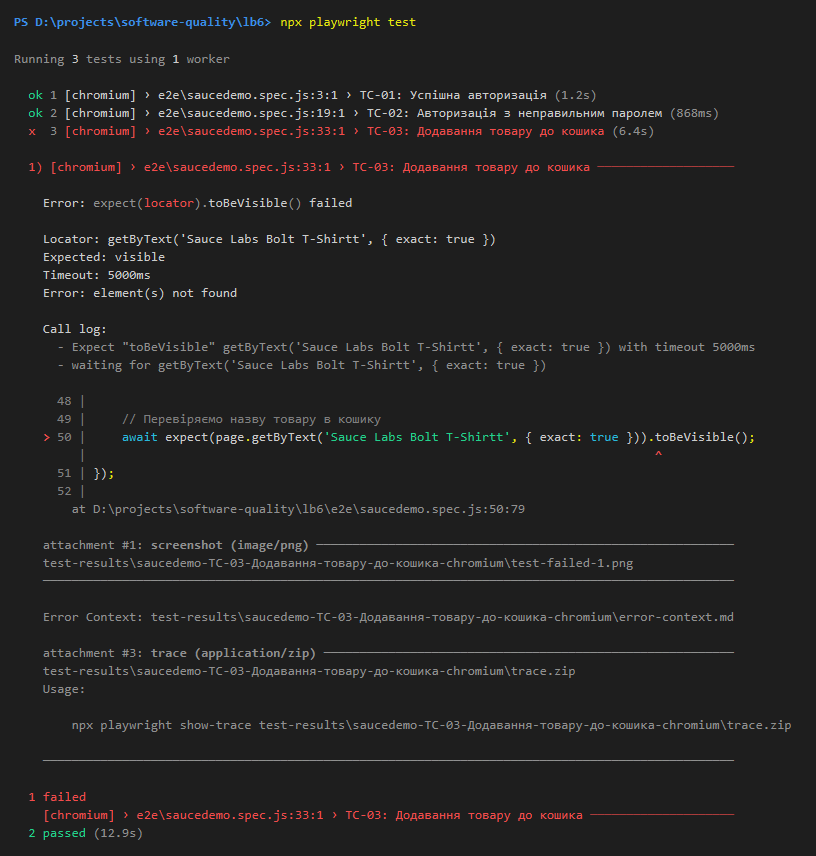 PS D:\projects\software-quality\lb6> npx playwright test
Running 3 tests using 1 worker
ok 1 [chromium] › e2e\saucedemo.spec.js:3:1 › TC-01: Успішна авторизація (1.2s)
ok 2 [chromium] › e2e\saucedemo.spec.js:19:1 › TC-02: Авторизація з неправильним паролем (868ms)
x 3 [chromium] › e2e\saucedemo.spec.js:33:1 › TC-03: Додавання товару до кошика (6.4s)
1) [chromium] › e2e\saucedemo.spec.js:33:1 › TC-03: Додавання товару до кошика ───────────────────
Error: expect(locator).toBeVisible() failed
Locator: getByText('Sauce Labs Bolt T-Shirtt', { exact: true })
Expected: visible
Timeout: 5000ms
Error: element(s) not found
Call log:
- Expect "toBeVisible" getByText('Sauce Labs Bolt T-Shirtt', { exact: true }) with timeout 5000ms
- waiting for getByText('Sauce Labs Bolt T-Shirtt', { exact: true })
48 |
49 | // Перевіряємо назву товару в кошику
> 50 | await expect(page.getByText('Sauce Labs Bolt T-Shirtt', { exact: true })).toBeVisible();
| ^
51 | });
52 |
at D:\projects\software-quality\lb6\e2e\saucedemo.spec.js:50:79
attachment #1: screenshot (image/png) ──────────────────────────────────────────────────────────
test-results\saucedemo-TC-03-Додавання-товару-до-кошика-chromium\test-failed-1.png
────────────────────────────────────────────────────────────────────────────────────────────────
Error Context: test-results\saucedemo-TC-03-Додавання-товару-до-кошика-chromium\error-context.md
attachment #3: trace (application/zip) ─────────────────────────────────────────────────────────
test-results\saucedemo-TC-03-Додавання-товару-до-кошика-chromium\trace.zip
Usage:
npx playwright show-trace test-results\saucedemo-TC-03-Додавання-товару-до-кошика-chromium\trace.zip
────────────────────────────────────────────────────────────────────────────────────────────────
1 failed
[chromium] › e2e\saucedemo.spec.js:33:1 › TC-03: Додавання товару до кошика ────────────────────
2 passed (12.9s)